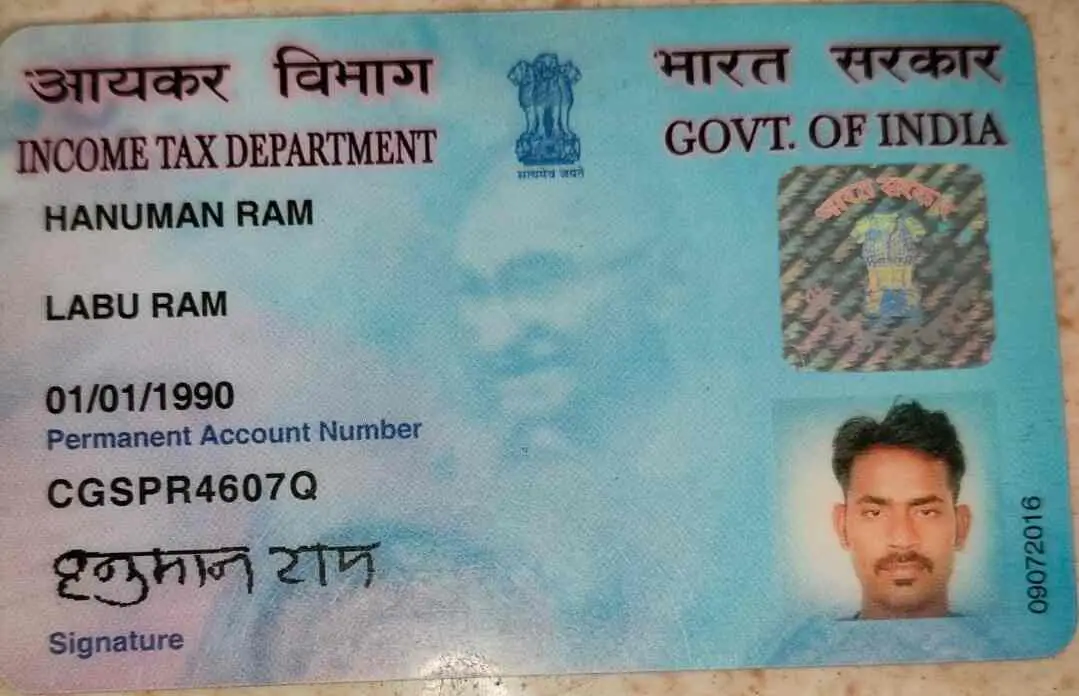 आयकर विभाग
INCOME TAX DEPARTMENT
भारत सरकार
GOVT. OF INDIA
सत्यमेव जयते
HANUMAN RAM
भारत सरकार
LABU RAM
01/01/1990
Permanent Account Number
CGSPR4607Q
हनुमान राम
Signature
09072016